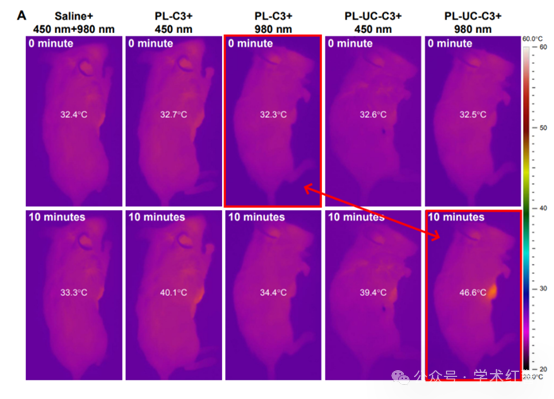 A
Saline+
450 nm+980 nm
PL-C3+
450 nm
PL-C3+
980 nm
PL-UC-C3+
450 nm
PL-UC-C3+
980 nm
60.0°C
0 minute
0 minute
0 minute
0 minute
0 minute
60
32.4°C
32.7°C
32.3°C
32.6°C
32.5°C
50
40
10 minutes
10 minutes
10 minutes
10 minutes
10 minutes
30
33.3°C
40.1°C
34.4°C
39.4°C
46.6°C
20
20.0°C
公众号 · 学术红